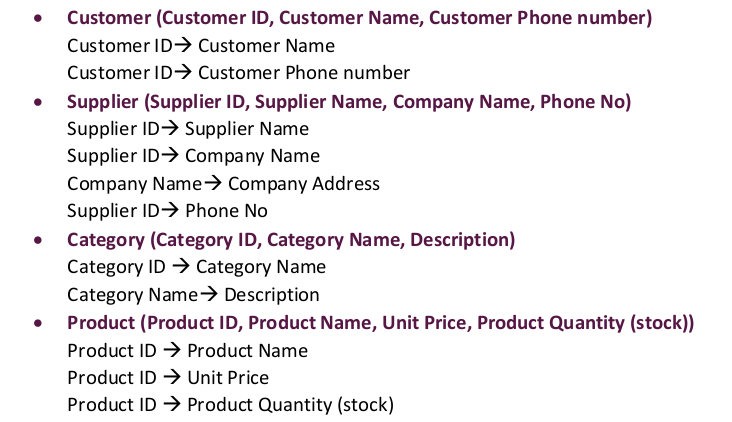 • Customer (Customer ID, Customer Name, Customer Phone number)
Customer ID→ Customer Name
Customer ID→ Customer Phone number
• Supplier (Supplier ID, Supplier Name, Company Name, Phone No)
Supplier ID→ Supplier Name
Supplier ID→ Company Name
Company Name→ Company Address
Supplier ID→ Phone No
• Category (Category ID, Category Name, Description)
Category ID → Category Name
Category Name→ Description
• Product (Product ID, Product Name, Unit Price, Product Quantity (stock))
Product ID → Product Name
Product ID → Unit Price
Product ID → Product Quantity (stock)